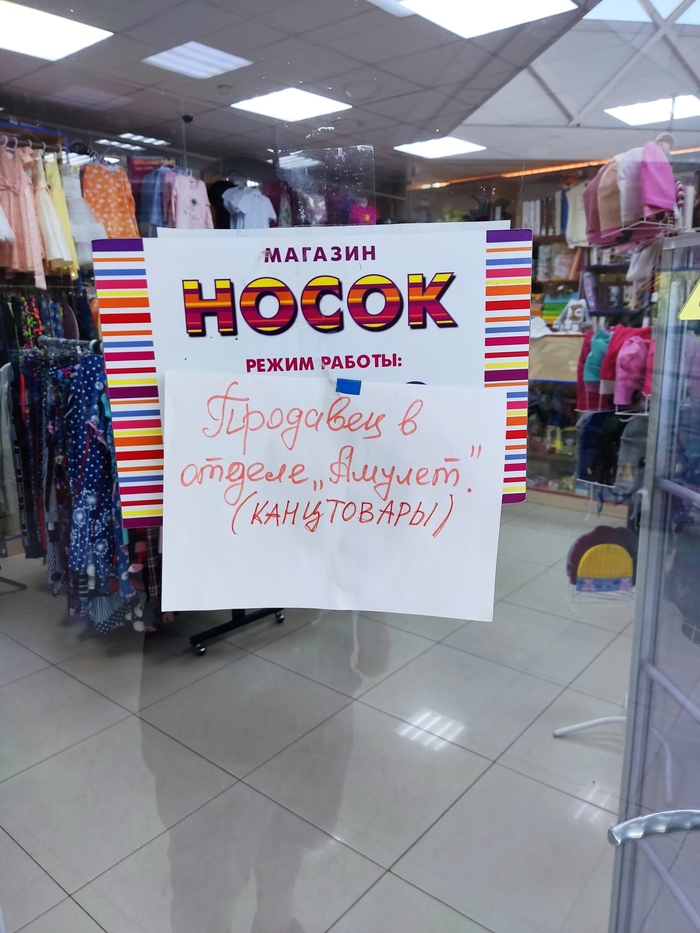 МАГАЗИН
НОСОК
РЕЖИМ РАБОТЫ:
Продавец в
отделе „Амулет."
(КАНЦТОВАРЫ)